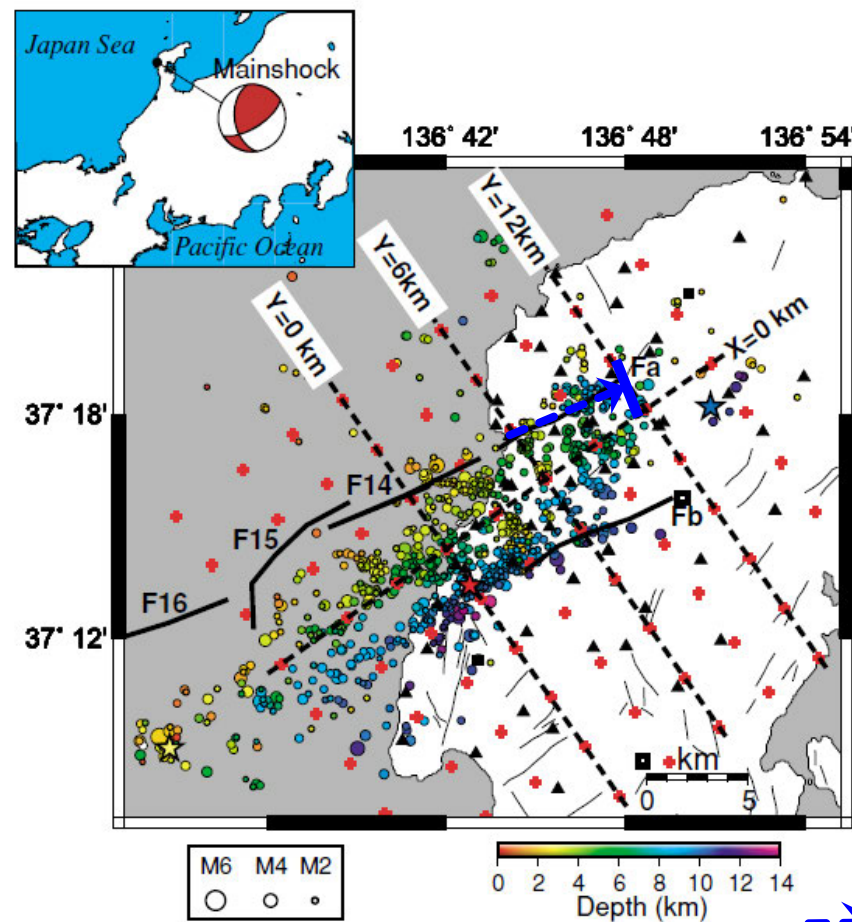 Japan Sea
Mainshock
Pacific Ocean
136° 42'
136° 48'
136° 54'
Y=12km
Y=6km
Y=0 km
X=0 km
Fa
37° 18'
F14
F15
Fb
F16
37° 12'
km
0 5
M6 M4 M2
0 2 4 6 8 10 12 14
Depth (km)